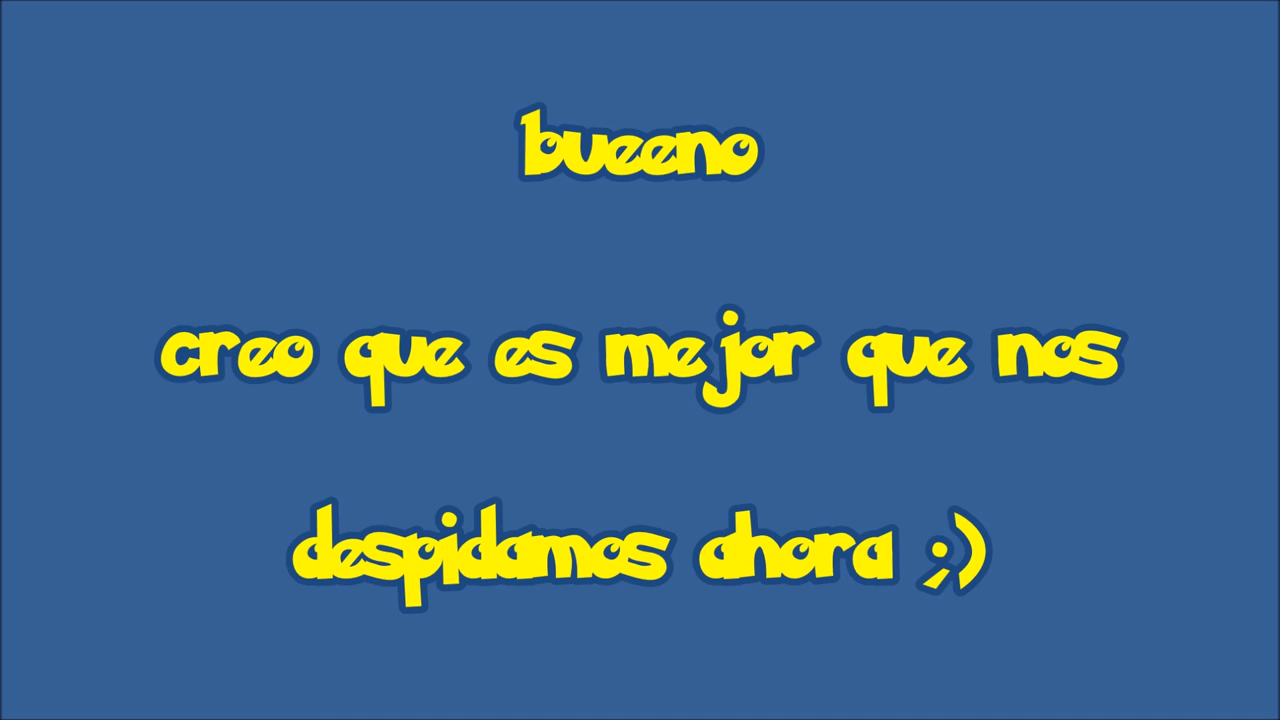 bueeno
creo que es mejor que nos
despidamos ahora ;)